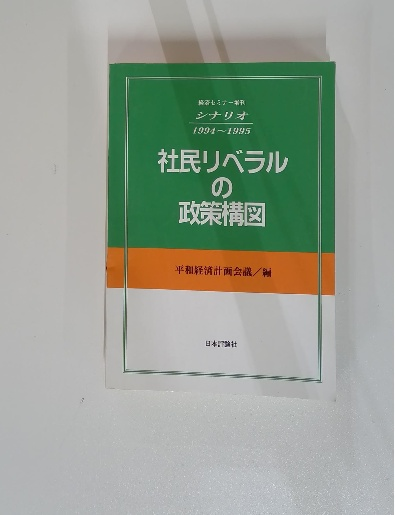 経済セミナー増刊
シナリオ
1994〜1995
社民リベラル
の
政策構図
平和経済計画会議／編
日本評論社